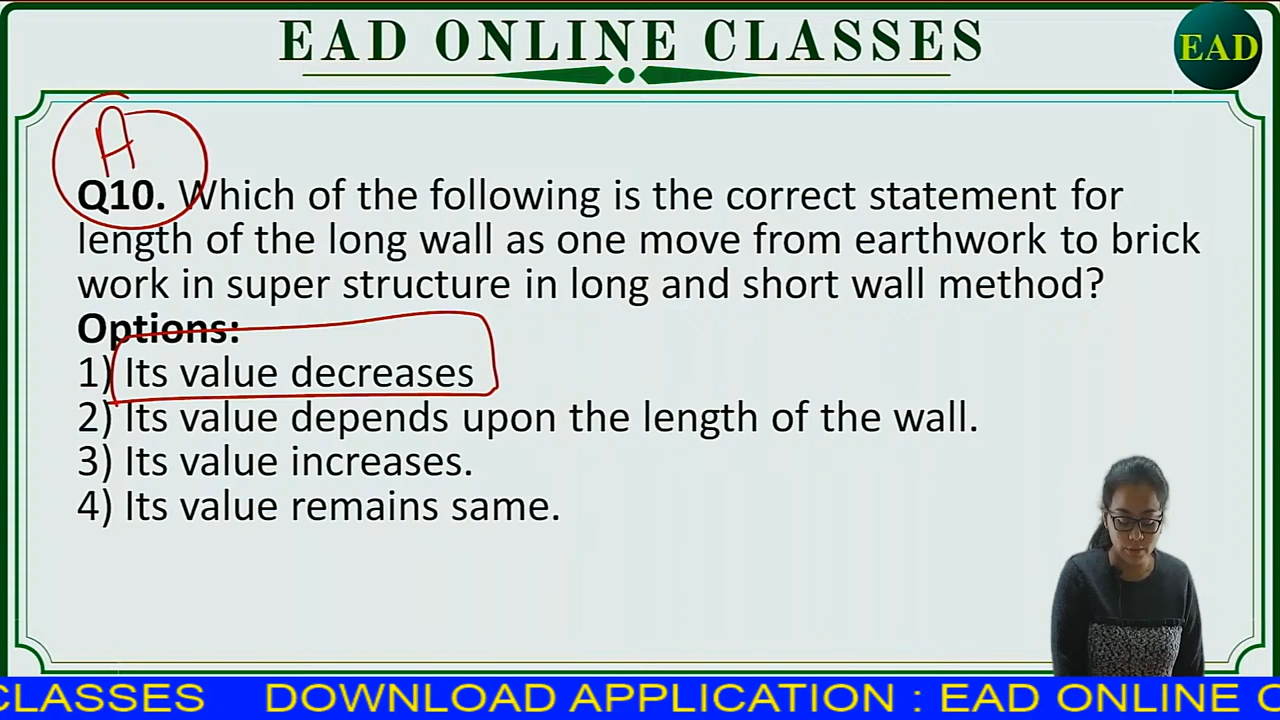 EAD ONLINE CLASSES
EAD
A
Q10. Which of the following is the correct statement for
length of the long wall as one move from earthwork to brick
work in super structure in long and short wall method?
Options:
1) Its value decreases
2) Its value depends upon the length of the wall.
3) Its value increases.
4) Its value remains same.
CLASSES DOWNLOAD APPLICATION : EAD ONLINE C